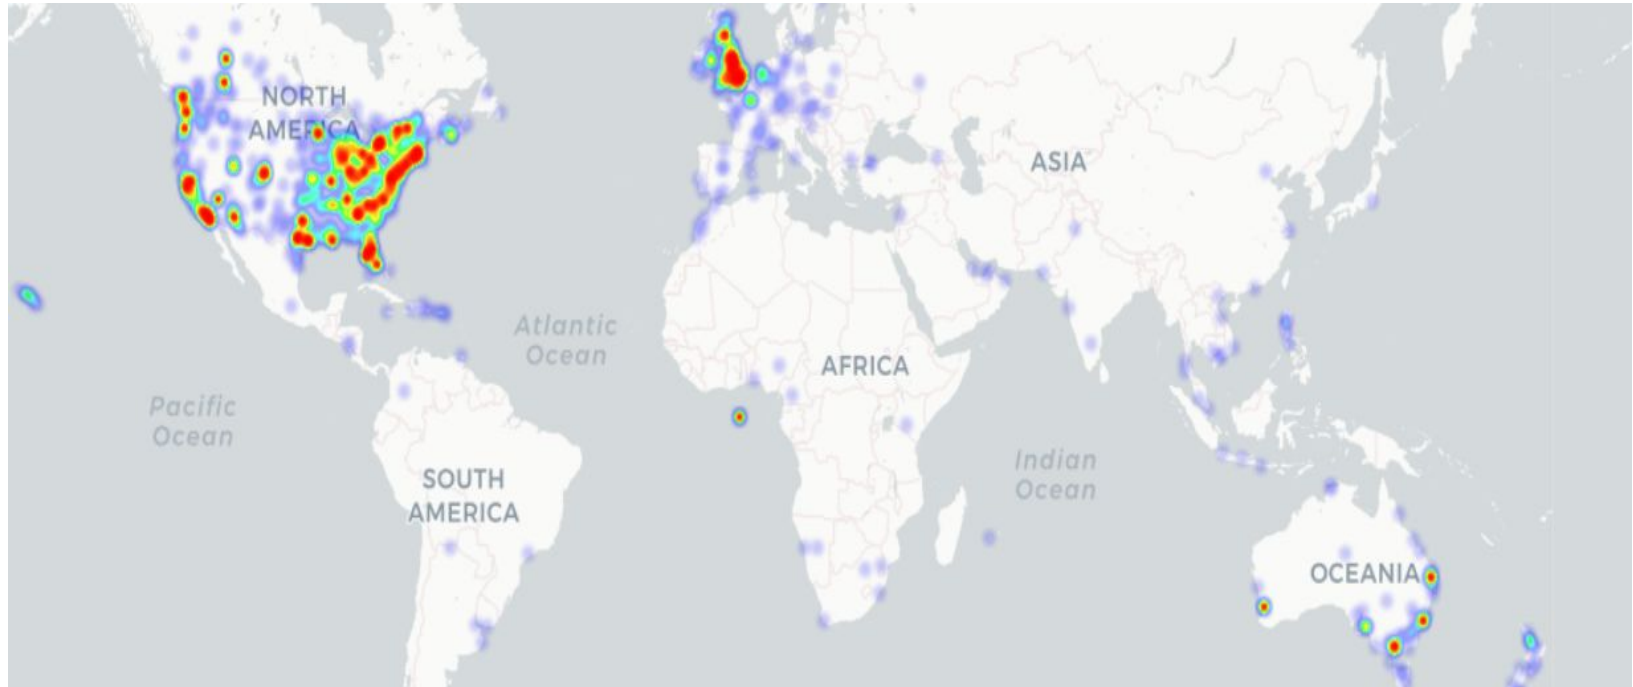 NORTH
AMERICA
ASIA
Atlantic
Ocean
AFRICA
Pacific
Ocean
Indian
Ocean
SOUTH
AMERICA
OCEANIA